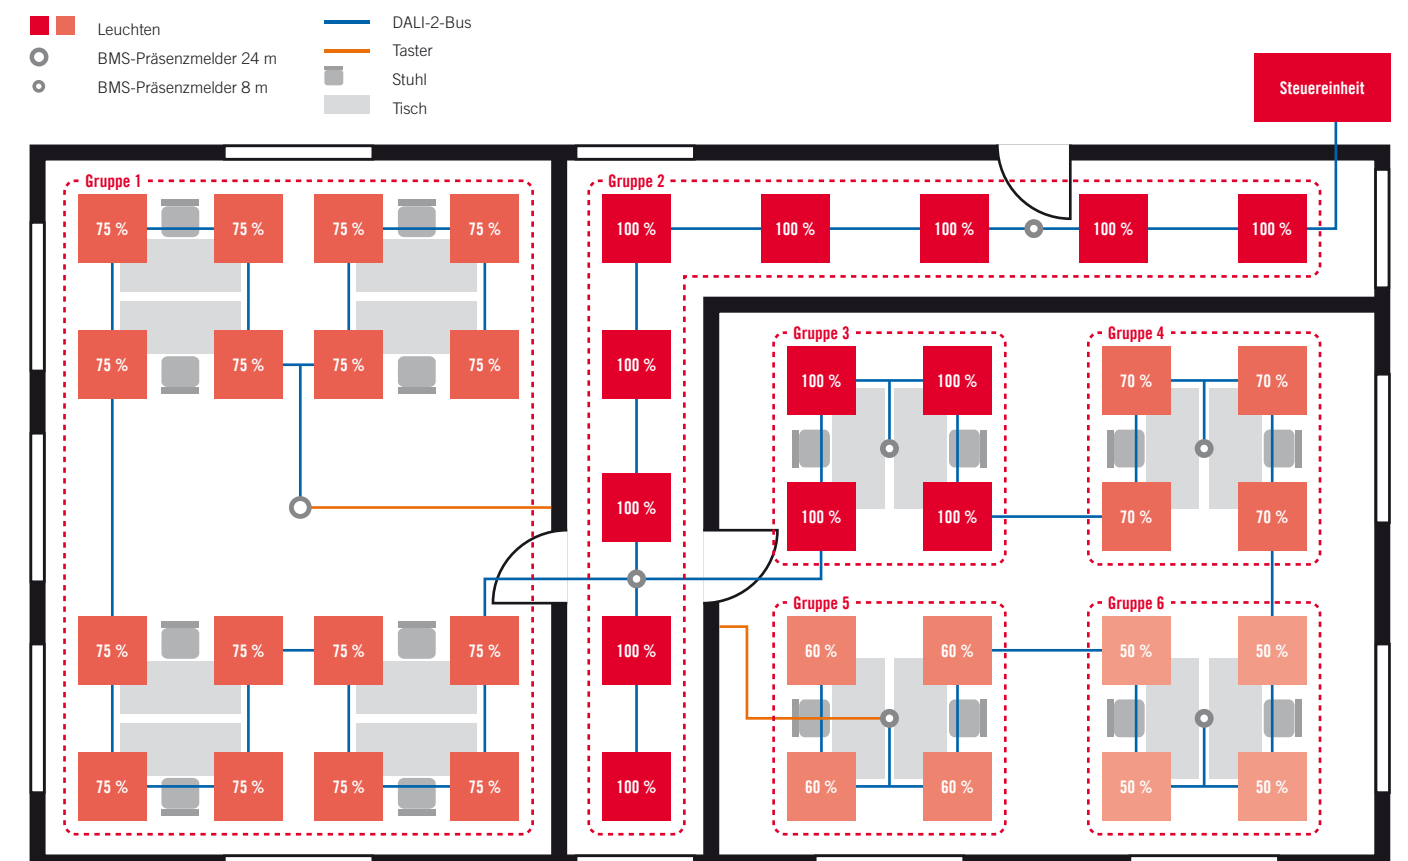 Leuchten
BMS-Präsenzmelder 24 m
BMS-Präsenzmelder 8 m
DALI-2-Bus
Taster
Stuhl
Tisch
Steuereinheit
Gruppe 1
75 % 75 % 75 % 75 %
75 % 75 % 75 % 75 %
75 % 75 % 75 % 75 %
75 % 75 % 75 % 75 %
Gruppe 2
100 % 100 % 100 % 100 % 100 %
100 %
100 %
100 %
100 %
Gruppe 3
100 % 100 %
100 % 100 %
Gruppe 4
70 % 70 %
70 % 70 %
Gruppe 5
60 % 60 %
60 % 60 %
Gruppe 6
50 % 50 %
50 % 50 %